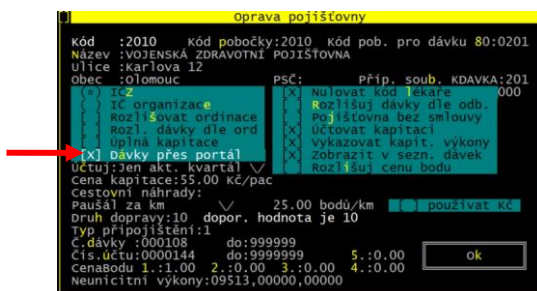 Oprava pojišťovny
Kód :2010 Kód pobočky:2010 Kód pob. pro dávku 80:0201
Název :VOJENSKÁ ZDRAVOTNÍ POJIŠŤOVNA
Ulice :Karlova 12
Obec :Olomouc PSČ: Příp. soub. KDAVKA:201
(*) IČZ [X] Nulovat kód lékaře 000
( ) IČ organizace [ ] Rozlišuj dávky dle odb.
[ ] Rozlišovat ordinace [ ] Pojišťovna bez smlouvy
[ ] Rozl. dávky dle ord [X] Účtovat kapitaci
[ ] Úplná kapitace [X] Vykazovat kapit. výkony
[X] Dávky přes portál [X] Zobrazit v sezn. dávek
Účtuj:Jen akt. kvartál \/ [ ] Rozlišuj cenu bodu
Cena kapitace:55.00 Kč/pac
Cestovní náhrady:
Paušál za km \/ 25.00 bodů/km [ ] používat Kč
Druh dopravy:10 dopor. hodnota je 10
Typ připojištění:1
Č.dávky :000108 do:999999
Čís.účtu:0000144 do:9999999 5.:0.00 Ok
CenaBodu 1.:1.00 2.:0.00 3.:0.00 4.:0.00
Neunicitní výkony:09513,00000,00000